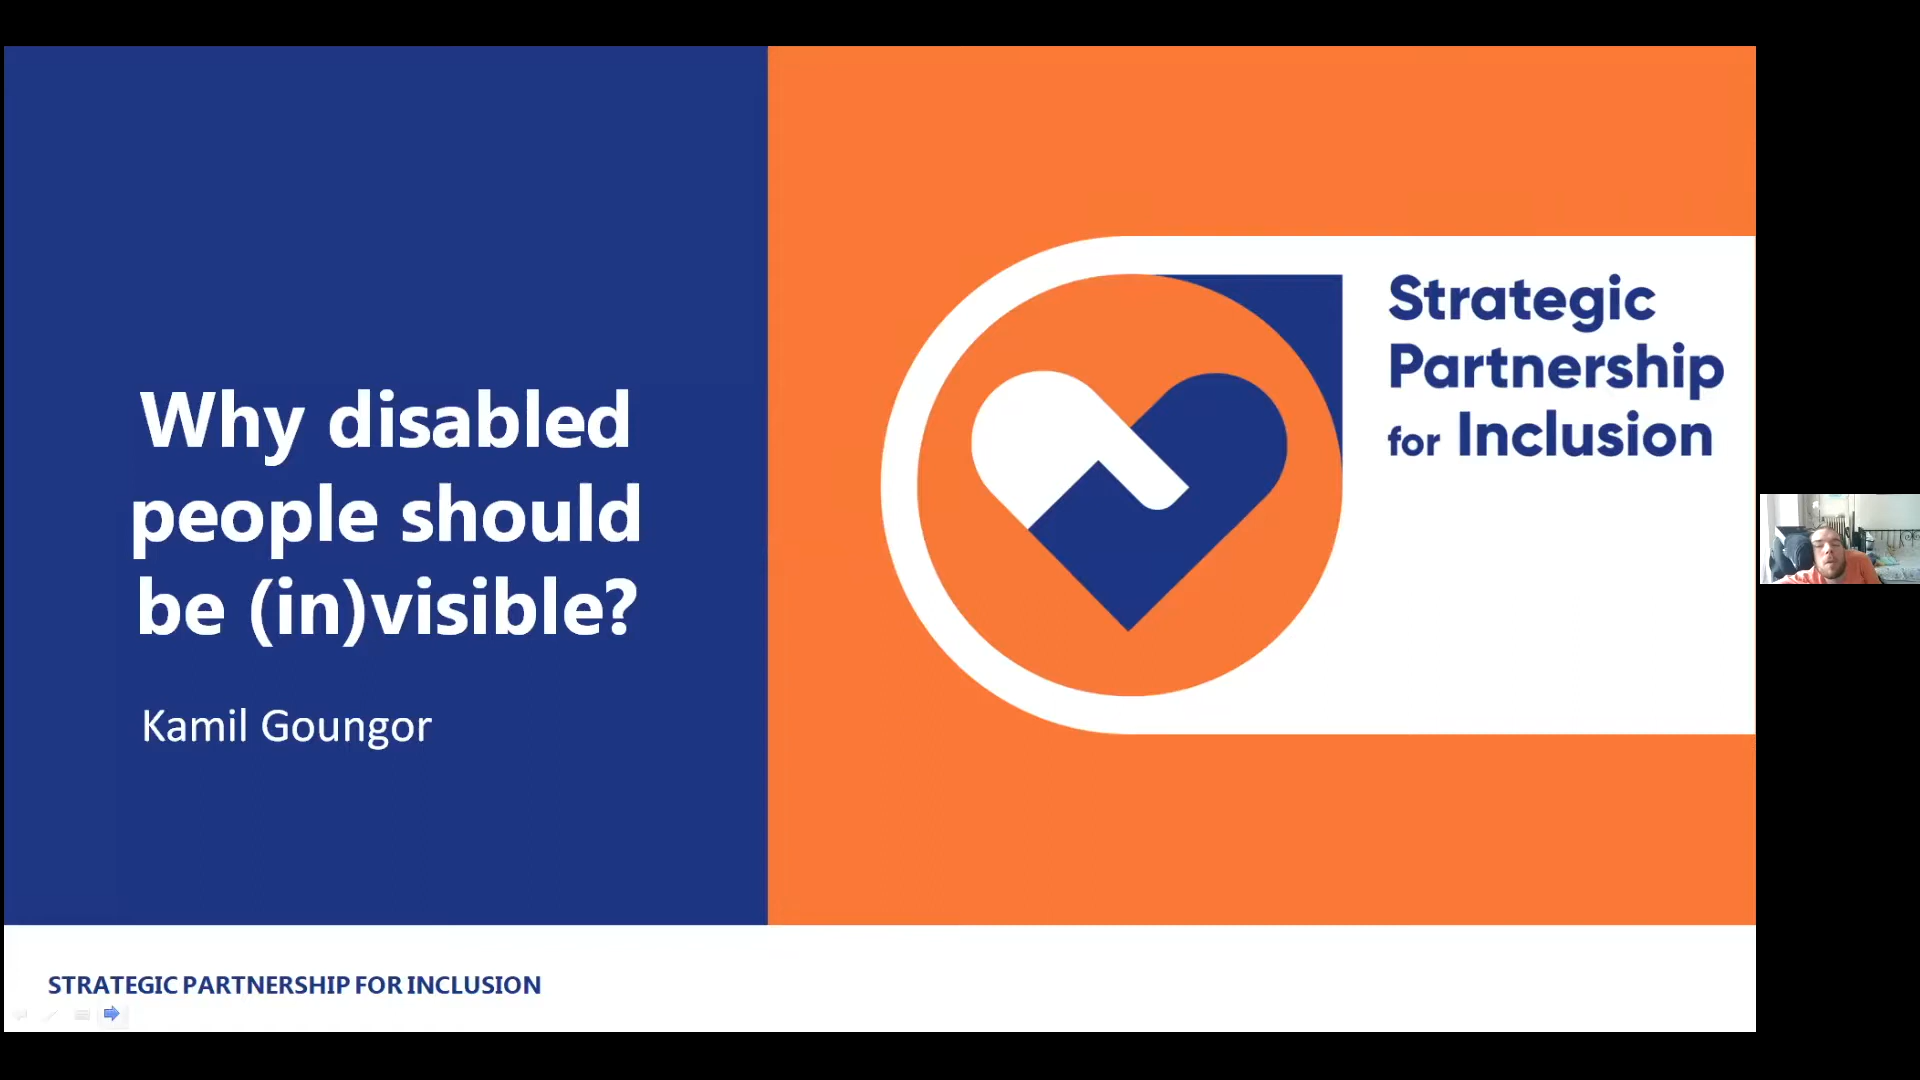 Why disabled
people should
be (in)visible?
Kamil Goungor
Strategic
Partnership
for Inclusion
STRATEGIC PARTNERSHIP FOR INCLUSION